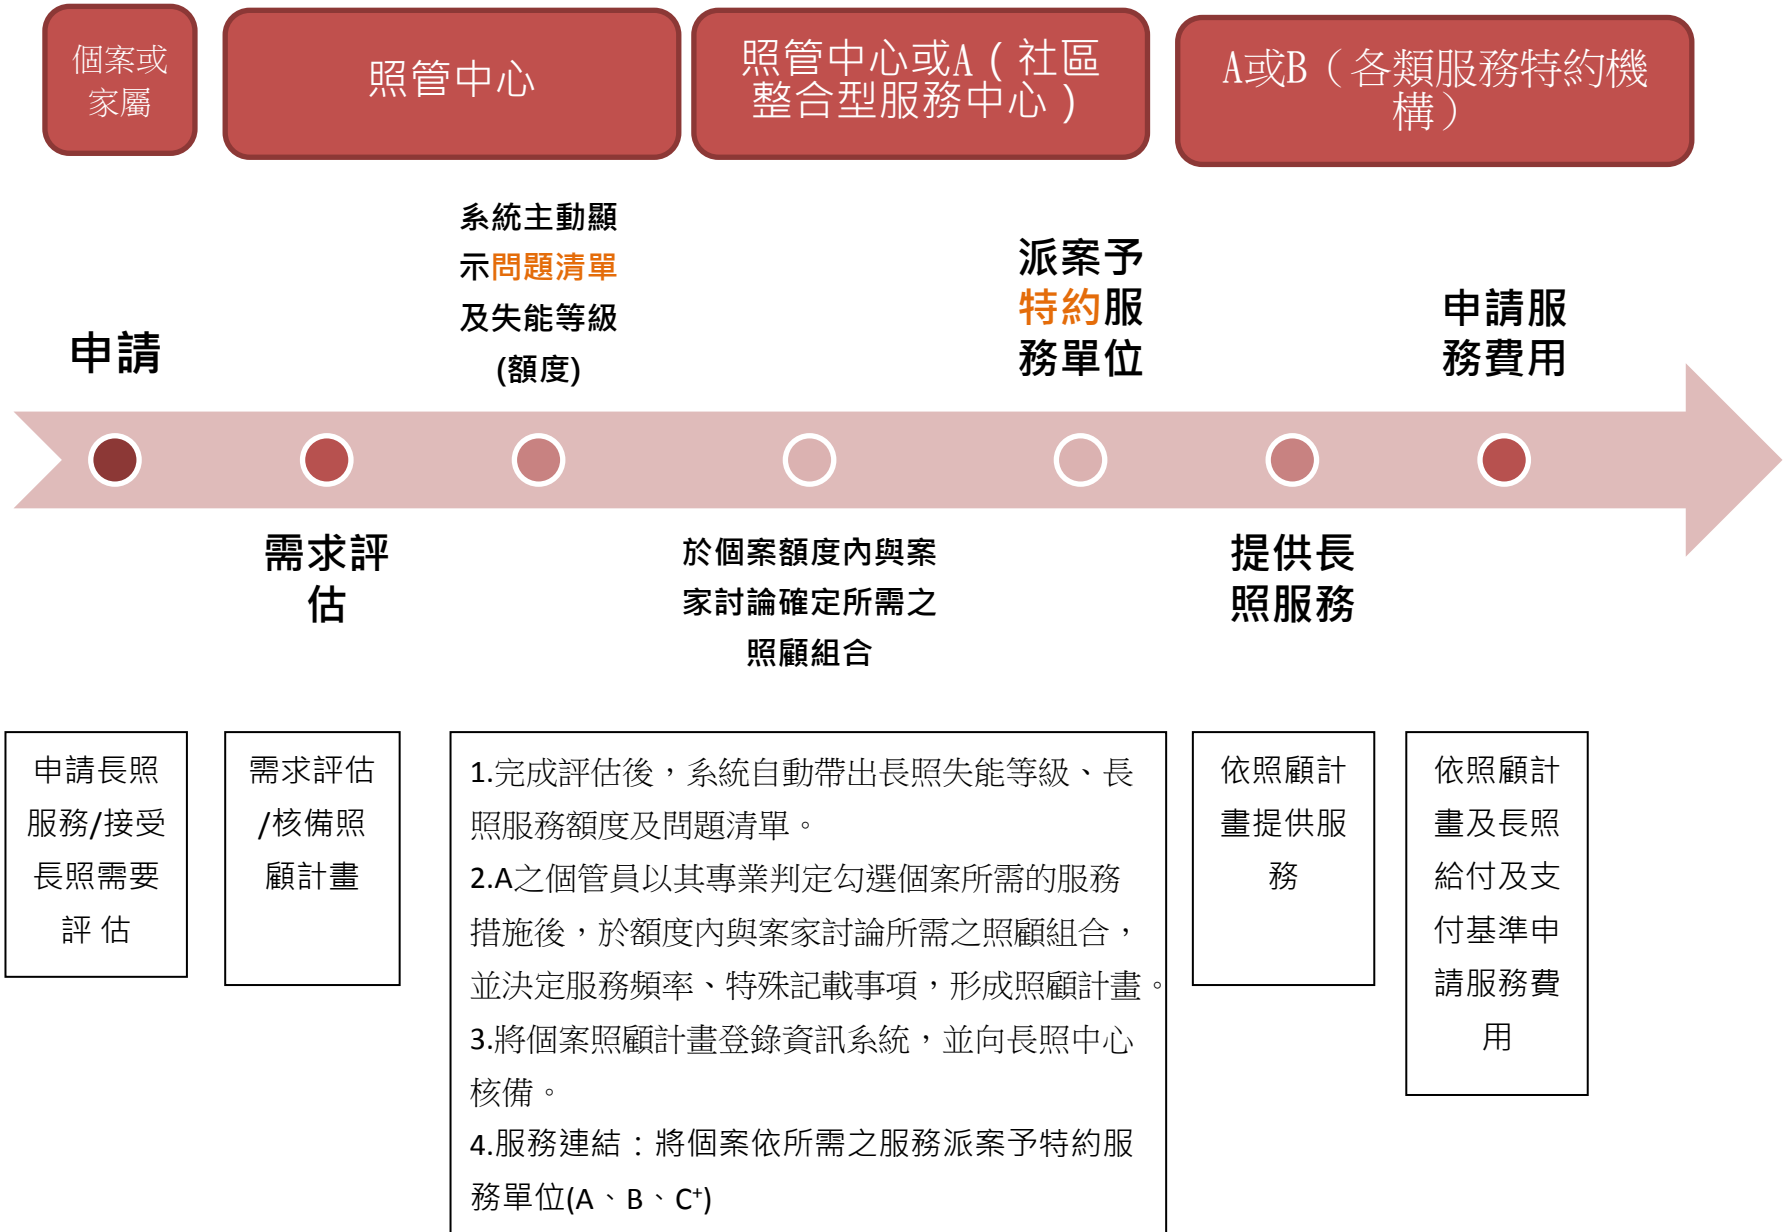 個案或
家屬
照管中心
照管中心或A（社區
整合型服務中心）
A或B（各類服務特約機
構）
申請
系統主動顯
示問題清單
及失能等級
(額度)
派案予
特約服
務單位
申請服
務費用
需求評
估
於個案額度內與案
家討論確定所需之
照顧組合
提供長
照服務
申請長照
服務/接受
長照需要
評 估
需求評估
/核備照
顧計畫
1.完成評估後，系統自動帶出長照失能等級、長
照服務額度及問題清單。
2.A之個管員以其專業判定勾選個案所需的服務
措施後，於額度內與案家討論所需之照顧組合，
並決定服務頻率、特殊記載事項，形成照顧計畫。
3.將個案照顧計畫登錄資訊系統，並向長照中心
核備。
4.服務連結：將個案依所需之服務派案予特約服
務單位(A、B、C⁺)
依照顧計
畫提供服
務
依照顧計
畫及長照
給付及支
付基準申
請服務費
用